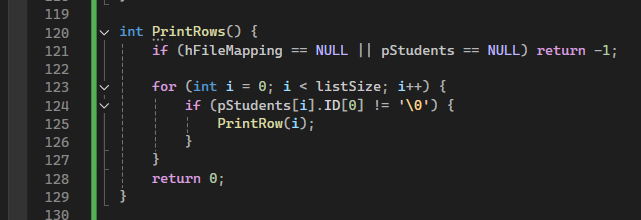 119
120 int PrintRows() {
121 if (hFileMapping == NULL || pStudents == NULL) return -1;
122
123 for (int i = 0; i < listSize; i++) {
124 if (pStudents[i].ID[0] != '\0') {
125 PrintRow(i);
126 }
127 }
128 return 0;
129 }
130